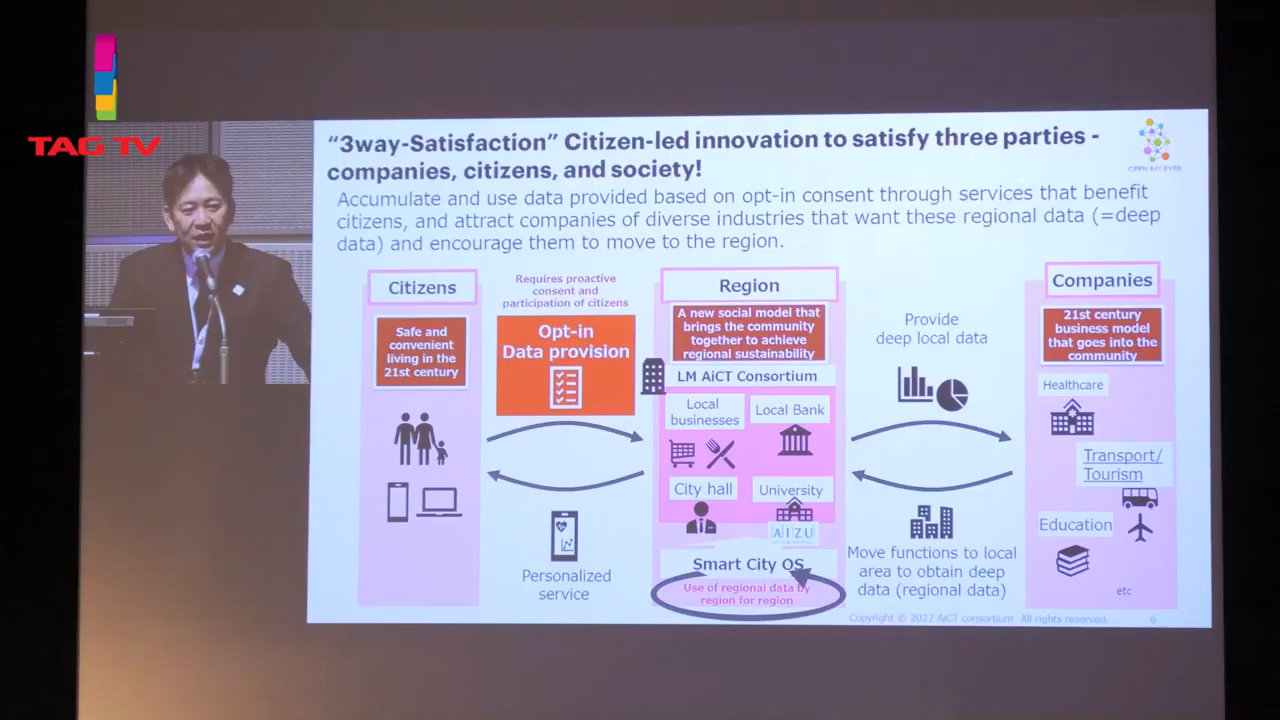 TAG TV
“3way-Satisfaction” Citizen-led innovation to satisfy three parties -
companies, citizens, and society!
OPEN MY EYES
Accumulate and use data provided based on opt-in consent through services that benefit
citizens, and attract companies of diverse industries that want these regional data (=deep
data) and encourage them to move to the region.
Citizens
Safe and
convenient
living in the
21st century
Requires proactive
consent and
participation of citizens
Opt-in
Data provision
Personalized
service
Region
A new social model that
brings the community
together to achieve
regional sustainability
LM AiCT Consortium
Local
businesses
Local Bank
City hall
University
AIZU
Smart City OS
Use of regional data by
region for region
Provide
deep local data
Move functions to local
area to obtain deep
data (regional data)
Companies
21st century
business model
that goes into the
community
Healthcare
Transport/
Tourism
Education
etc
Copyright © 2022 AiCT consortium All rights reserved.
6